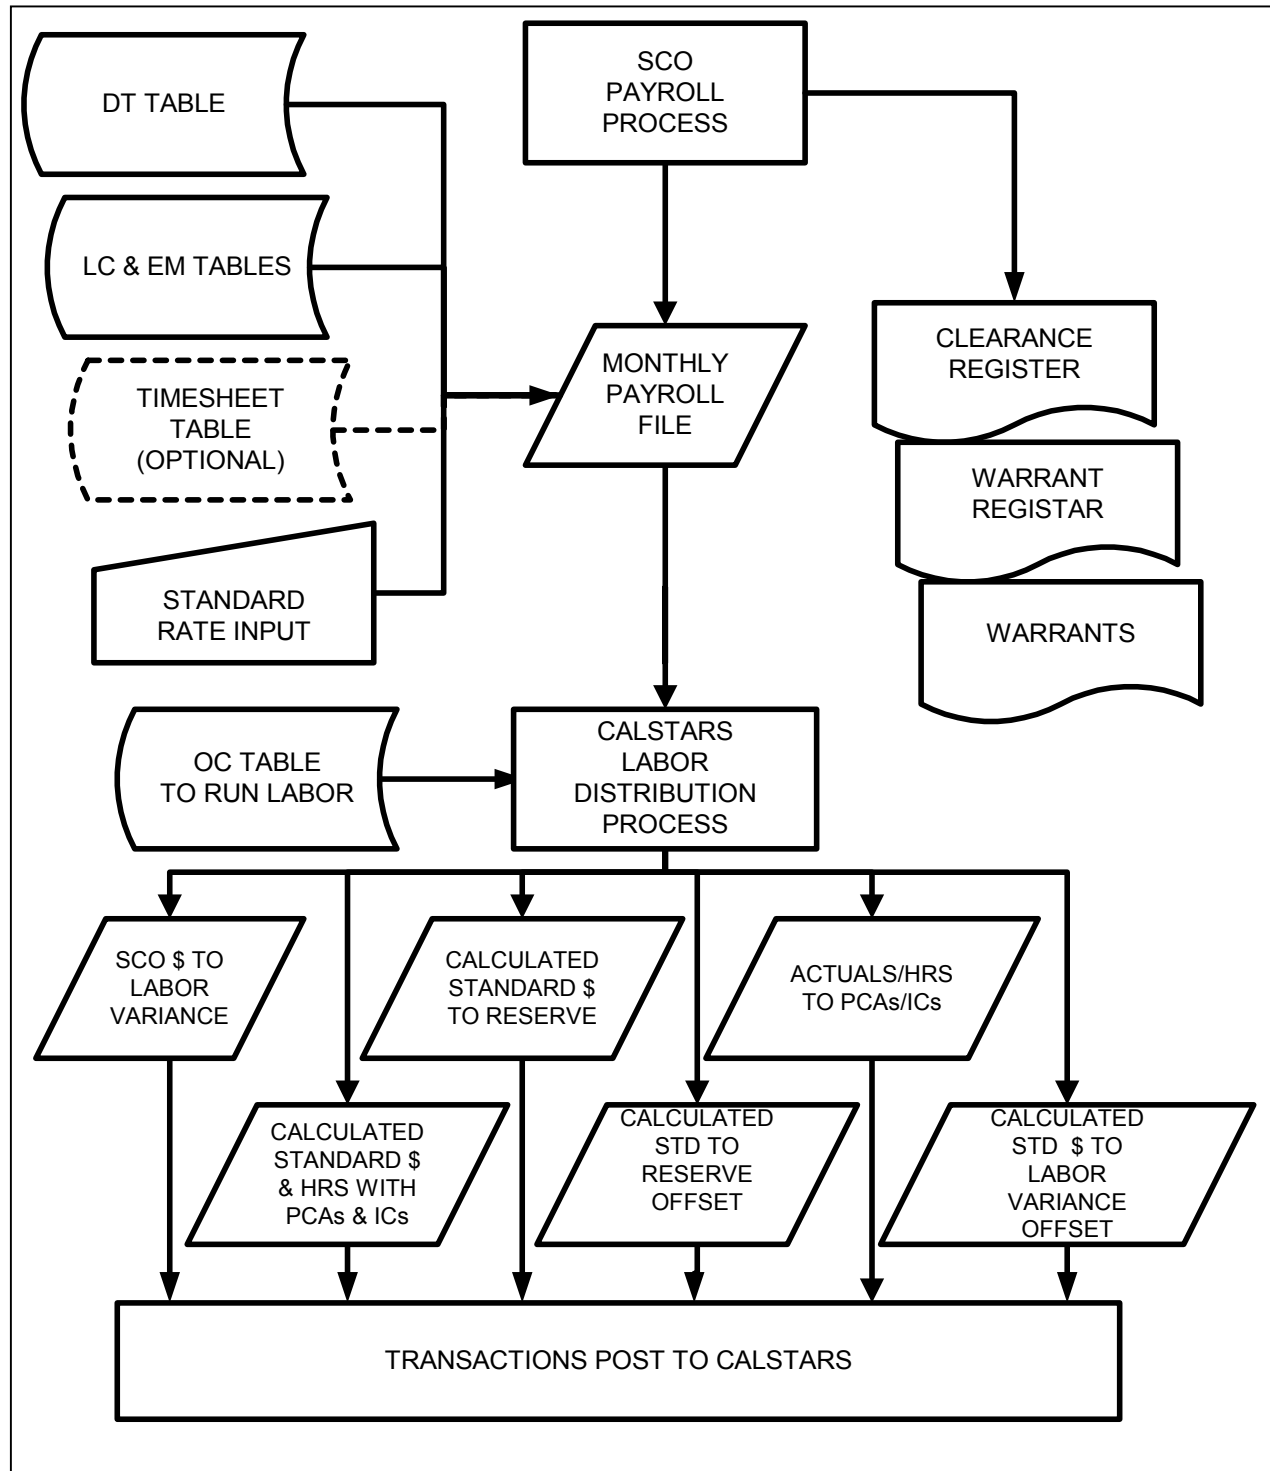 DT TABLE
SCO
PAYROLL
PROCESS
LC & EM TABLES
TIMESHEET
TABLE
(OPTIONAL)
STANDARD
RATE INPUT
MONTHLY
PAYROLL
FILE
CLEARANCE
REGISTER
WARRANT
REGISTAR
WARRANTS
OC TABLE
TO RUN LABOR
CALSTARS
LABOR
DISTRIBUTION
PROCESS
SCO $ TO
LABOR
VARIANCE
CALCULATED
STANDARD $
TO RESERVE
ACTUALS/HRS
TO PCAs/ICs
CALCULATED
STANDARD $
& HRS WITH
PCAs & ICs
CALCULATED
STD TO
RESERVE
OFFSET
CALCULATED
STD $ TO
LABOR
VARIANCE
OFFSET
TRANSACTIONS POST TO CALSTARS